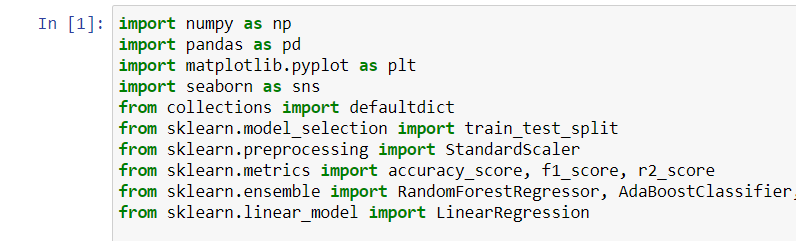 In [1]: import numpy as np
import pandas as pd
import matplotlib.pyplot as plt
import seaborn as sns
from collections import defaultdict
from sklearn.model_selection import train_test_split
from sklearn.preprocessing import StandardScaler
from sklearn.metrics import accuracy_score, f1_score, r2_score
from sklearn.ensemble import RandomForestRegressor, AdaBoostClassifier,
from sklearn.linear_model import LinearRegression